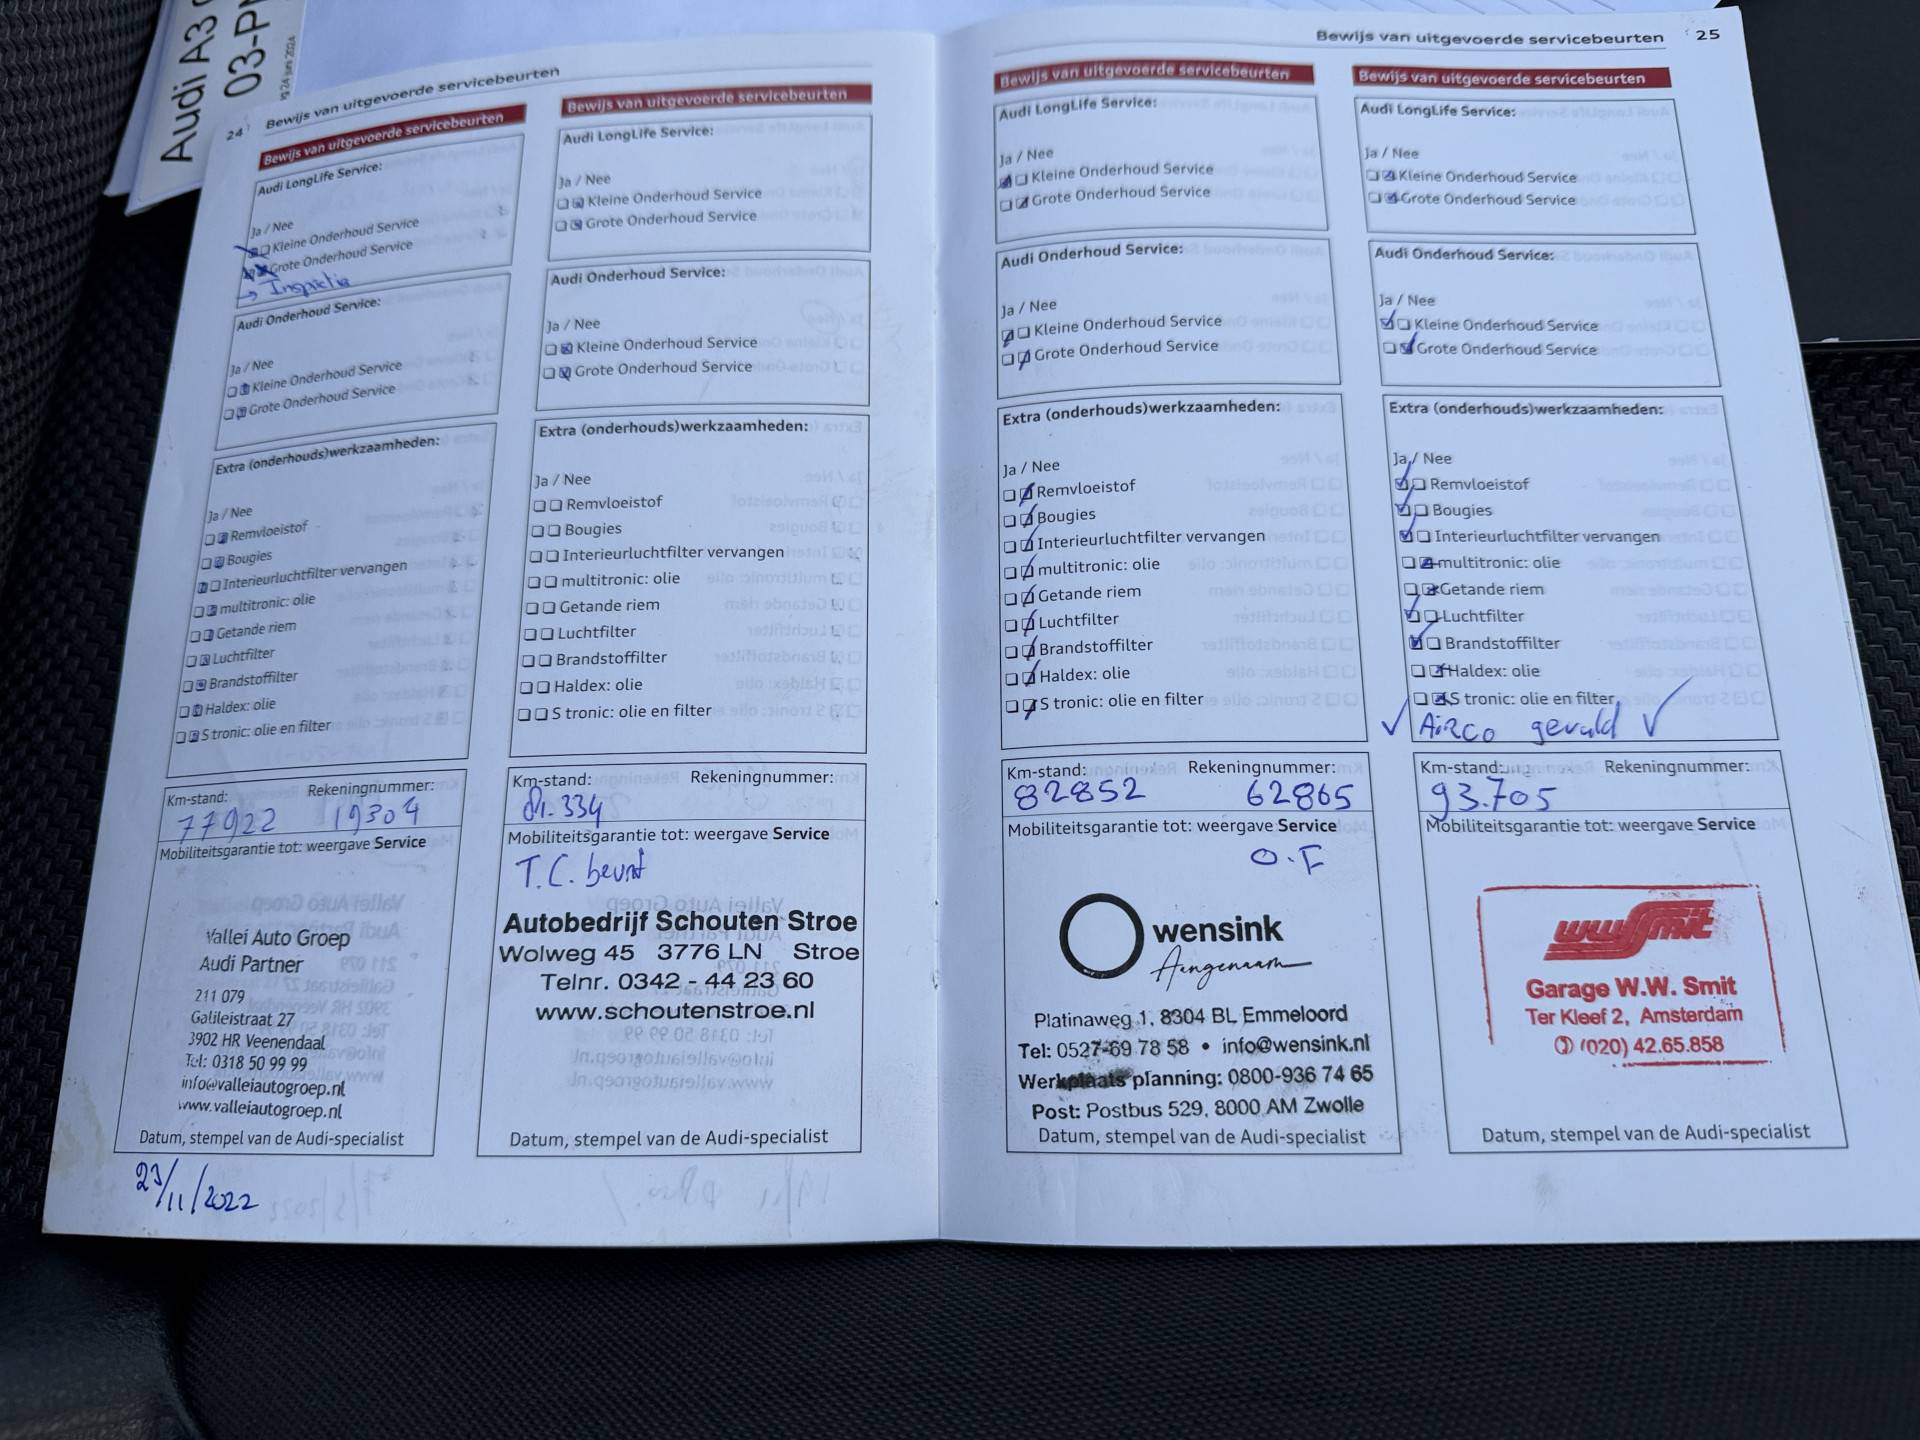 Audi A3
03-P
24 jun 2024
24 Bewijs van uitgevoerde servicebeurten
Bewijs van uitgevoerde servicebeurten
Audi LongLife Service:
Ja / Nee
Kleine Onderhoud Service
Grote Onderhoud Service
→ Inspectie
Audi Onderhoud Service:
Ja / Nee
Kleine Onderhoud Service
Grote Onderhoud Service
Extra (onderhouds)werkzaamheden:
Ja / Nee
Remvloeistof
Bougies
Interieurluchtfilter vervangen
multitronic: olie
Getande riem
Luchtfilter
Brandstoffilter
Haldex: olie
S tronic: olie en filter
Km-stand: Rekeningnummer:
77922 19304
Mobiliteitsgarantie tot: weergave Service
Vallei Auto Groep
Audi Partner
211 079
Galileistraat 27
3902 HR Veenendaal
Tel: 0318 50 99 99
info@valleiautogroep.nl
www.valleiautogroep.nl
Datum, stempel van de Audi-specialist
23/11/2022
Bewijs van uitgevoerde servicebeurten
Audi LongLife Service:
Ja / Nee
Kleine Onderhoud Service
Grote Onderhoud Service
Audi Onderhoud Service:
Ja / Nee
Kleine Onderhoud Service
Grote Onderhoud Service
Extra (onderhouds)werkzaamheden:
Ja / Nee
Remvloeistof
Bougies
Interieurluchtfilter vervangen
multitronic: olie
Getande riem
Luchtfilter
Brandstoffilter
Haldex: olie
S tronic: olie en filter
Km-stand: Rekeningnummer:
81.334
Mobiliteitsgarantie tot: weergave Service
T.C. beurt
Autobedrijf Schouten Stroe
Wolweg 45 3776 LN Stroe
Telnr. 0342 - 44 23 60
www.schoutenstroe.nl
Datum, stempel van de Audi-specialist
Bewijs van uitgevoerde servicebeurten 25
Bewijs van uitgevoerde servicebeurten
Audi LongLife Service:
Ja / Nee
Kleine Onderhoud Service
Grote Onderhoud Service
Audi Onderhoud Service:
Ja / Nee
Kleine Onderhoud Service
Grote Onderhoud Service
Extra (onderhouds)werkzaamheden:
Ja / Nee
Remvloeistof
Bougies
Interieurluchtfilter vervangen
multitronic: olie
Getande riem
Luchtfilter
Brandstoffilter
Haldex: olie
S tronic: olie en filter
Km-stand: Rekeningnummer:
82852 62865
Mobiliteitsgarantie tot: weergave Service
O.F
wensink
Aangenaam
Platinaweg 1, 8304 BL Emmeloord
Tel: 0527-69 78 58 • info@wensink.nl
Werkplaats planning: 0800-936 74 65
Post: Postbus 529, 8000 AM Zwolle
Datum, stempel van de Audi-specialist
Bewijs van uitgevoerde servicebeurten
Audi LongLife Service:
Ja / Nee
Kleine Onderhoud Service
Grote Onderhoud Service
Audi Onderhoud Service:
Ja / Nee
Kleine Onderhoud Service
Grote Onderhoud Service
Extra (onderhouds)werkzaamheden:
Ja / Nee
Remvloeistof
Bougies
Interieurluchtfilter vervangen
multitronic: olie
Getande riem
Luchtfilter
Brandstoffilter
Haldex: olie
S tronic: olie en filter
✓ AIRCO gevuld ✓
Km-stand: Rekeningnummer:
93.705
Mobiliteitsgarantie tot: weergave Service
WWSmit
Garage W.W. Smit
Ter Kleef 2, Amsterdam
(020) 42.65.858
Datum, stempel van de Audi-specialist